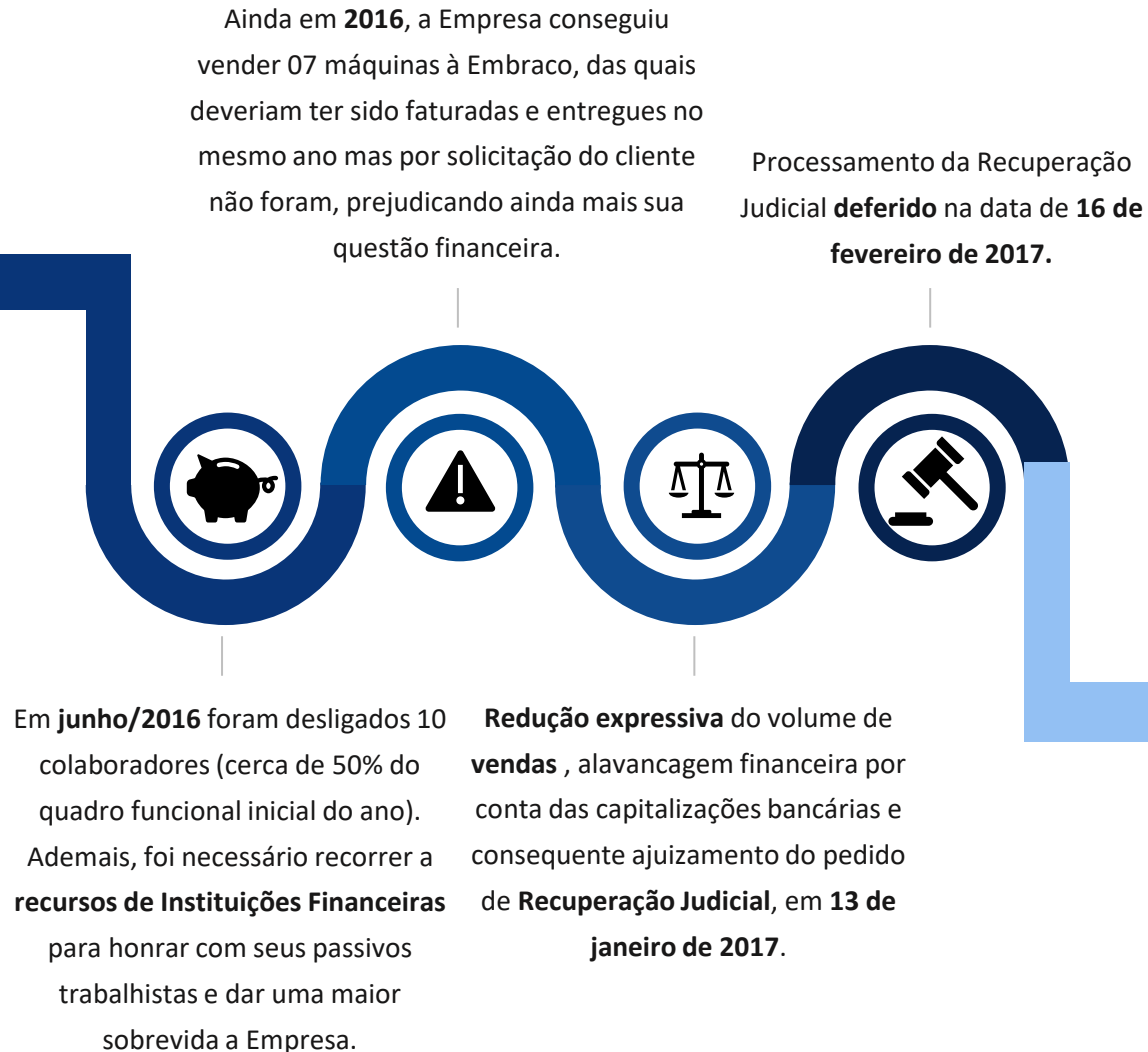 Ainda em 2016, a Empresa conseguiu
vender 07 máquinas à Embraco, das quais
deveriam ter sido faturadas e entregues no
mesmo ano mas por solicitação do cliente
não foram, prejudicando ainda mais sua
questão financeira.
Processamento da Recuperação
Judicial deferido na data de 16 de
fevereiro de 2017.
Em junho/2016 foram desligados 10
colaboradores (cerca de 50% do
quadro funcional inicial do ano).
Ademais, foi necessário recorrer a
recursos de Instituições Financeiras
para honrar com seus passivos
trabalhistas e dar uma maior
sobrevida a Empresa.
Redução expressiva do volume de
vendas , alavancagem financeira por
conta das capitalizações bancárias e
consequente ajuizamento do pedido
de Recuperação Judicial, em 13 de
janeiro de 2017.